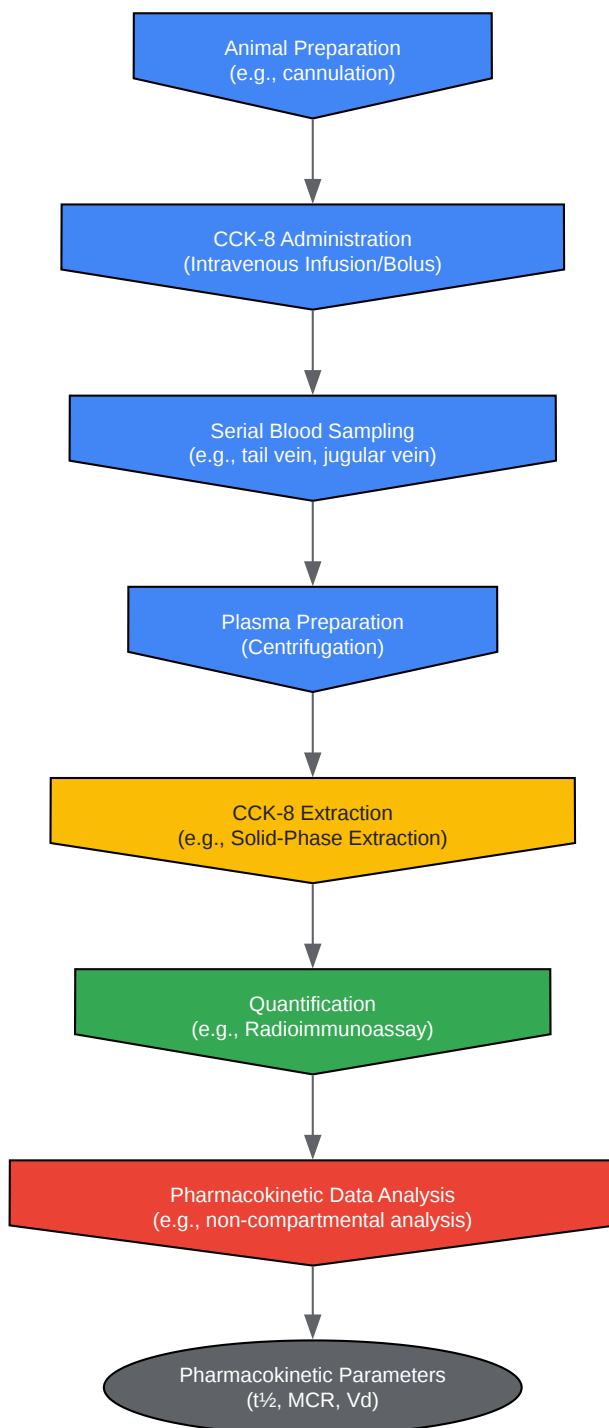 Animal Preparation
(e.g., cannulation)
CCK-8 Administration
(Intravenous Infusion/Bolus)
Serial Blood Sampling
(e.g., tail vein, jugular vein)
Plasma Preparation
(Centrifugation)
CCK-8 Extraction
(e.g., Solid-Phase Extraction)
Quantification
(e.g., Radioimmunoassay)
Pharmacokinetic Data Analysis
(e.g., non-compartmental analysis)
Pharmacokinetic Parameters
(t½, MCR, Vd)